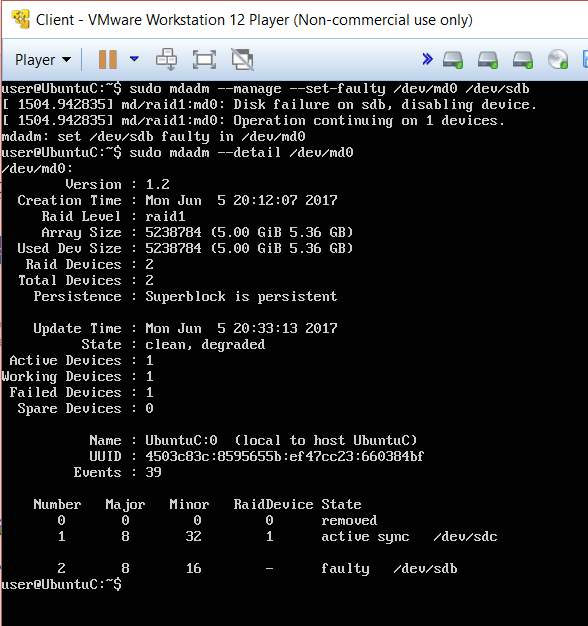 Client - VMware Workstation 12 Player (Non-commercial use only)
Player
user@UbuntuC:~$ sudo mdadm --manage --set-faulty /dev/md0 /dev/sdb
[ 1504.942035] md/raid1:md0: Disk failure on sdb, disabling device.
[ 1504.942035] md/raid1:md0: Operation continuing on 1 devices.
mdadm: set /dev/sdb faulty in /dev/md0
user@UbuntuC:~$ sudo mdadm --detail /dev/md0
/dev/md0:
Version : 1.2
Creation Time : Mon Jun  5 20:12:07 2017
Raid Level : raid1
Array Size : 5238784 (5.00 GiB 5.36 GB)
Used Dev Size : 5238784 (5.00 GiB 5.36 GB)
Raid Devices : 2
Total Devices : 2
Persistence : Superblock is persistent
Update Time : Mon Jun  5 20:33:13 2017
State : clean, degraded
Active Devices : 1
Working Devices : 1
Failed Devices : 1
Spare Devices : 0
Name : UbuntuC:0  (local to host UbuntuC)
UUID : 4503c83c:8595655b:ef47cc23:660384bf
Events : 39
Number   Major   Minor   RaidDevice State
0        0        0        0      removed
1        8       32        1      active sync   /dev/sdc
2        8       16        -      faulty   /dev/sdb
user@UbuntuC:~$